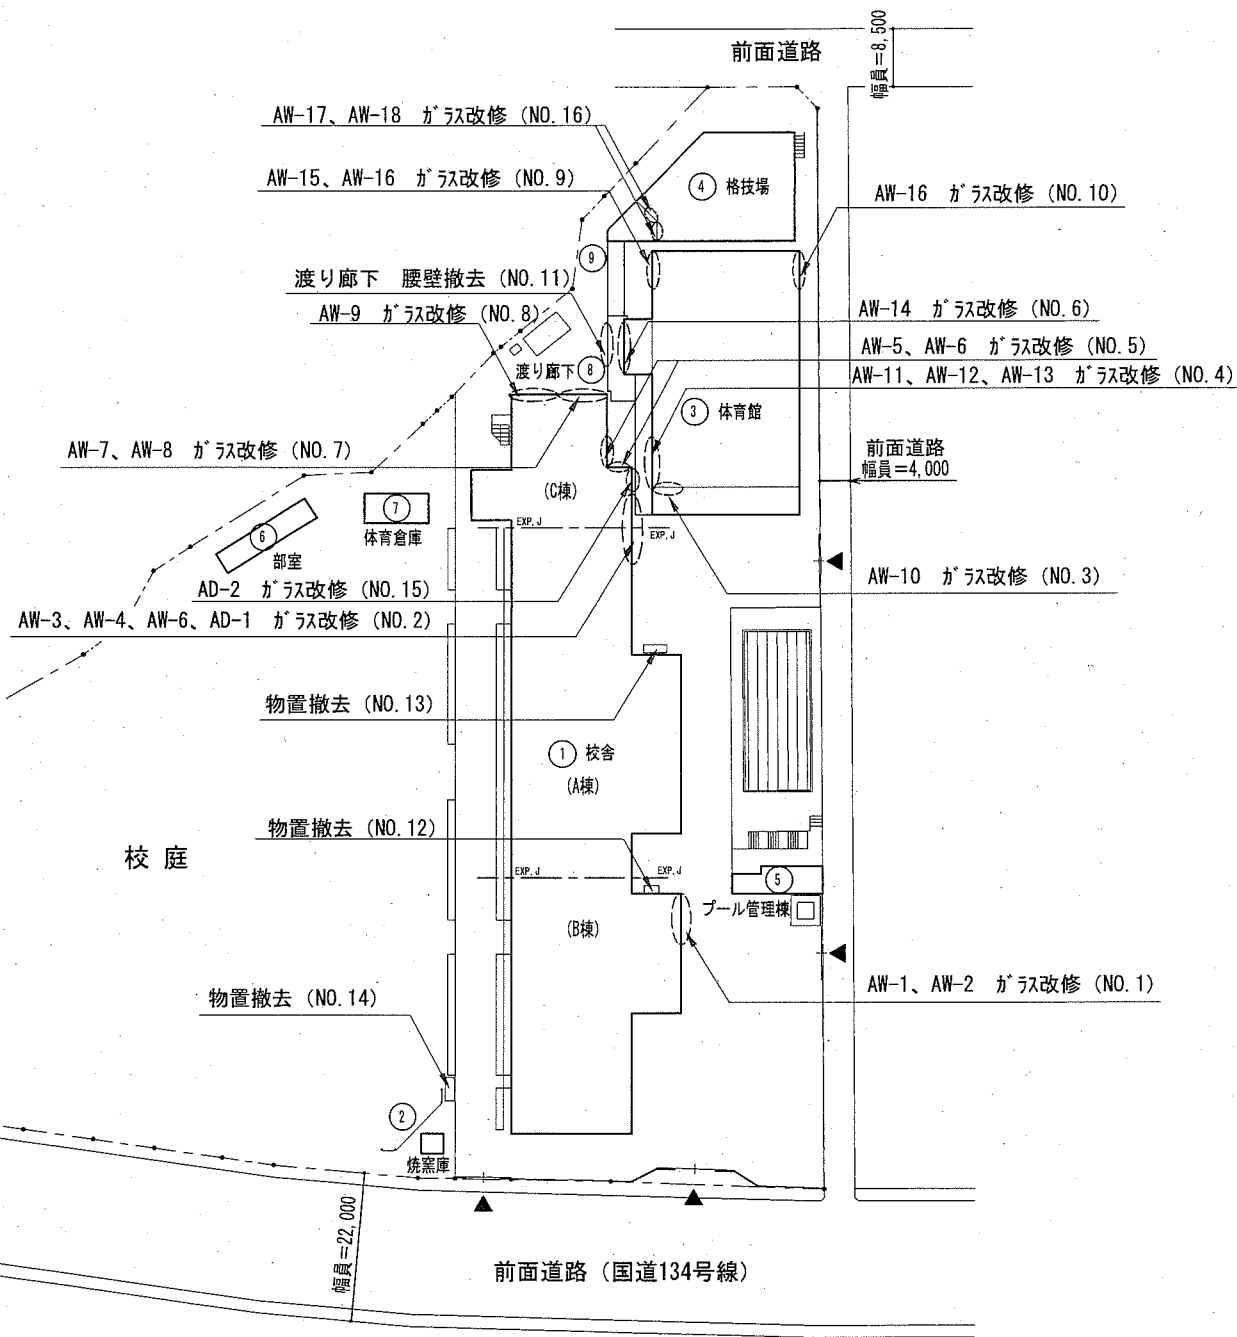 幅員=8,500
前面道路
AW-17、AW-18 ガラス改修 (NO.16)
AW-15、AW-16 ガラス改修 (NO.9)
④ 格技場
AW-16 ガラス改修 (NO.10)
⑨
渡り廊下 腰壁撤去 (NO.11)
AW-9 ガラス改修 (NO.8)
AW-14 ガラス改修 (NO.6)
AW-5、AW-6 ガラス改修 (NO.5)
渡り廊下 ⑧
AW-11、AW-12、AW-13 ガラス改修 (NO.4)
③ 体育館
AW-7、AW-8 ガラス改修 (NO.7)
前面道路
幅員=4,000
(C棟)
⑦
体育倉庫
EXP.J
EXP.J
⑥
部室
AD-2 ガラス改修 (NO.15)
AW-10 ガラス改修 (NO.3)
AW-3、AW-4、AW-6、AD-1 ガラス改修 (NO.2)
物置撤去 (NO.13)
① 校舎
(A棟)
物置撤去 (NO.12)
校庭
EXP.J
EXP.J
⑤
プール管理棟
(B棟)
AW-1、AW-2 ガラス改修 (NO.1)
物置撤去 (NO.14)
②
焼窯庫
幅員=22,000
前面道路 (国道134号線)